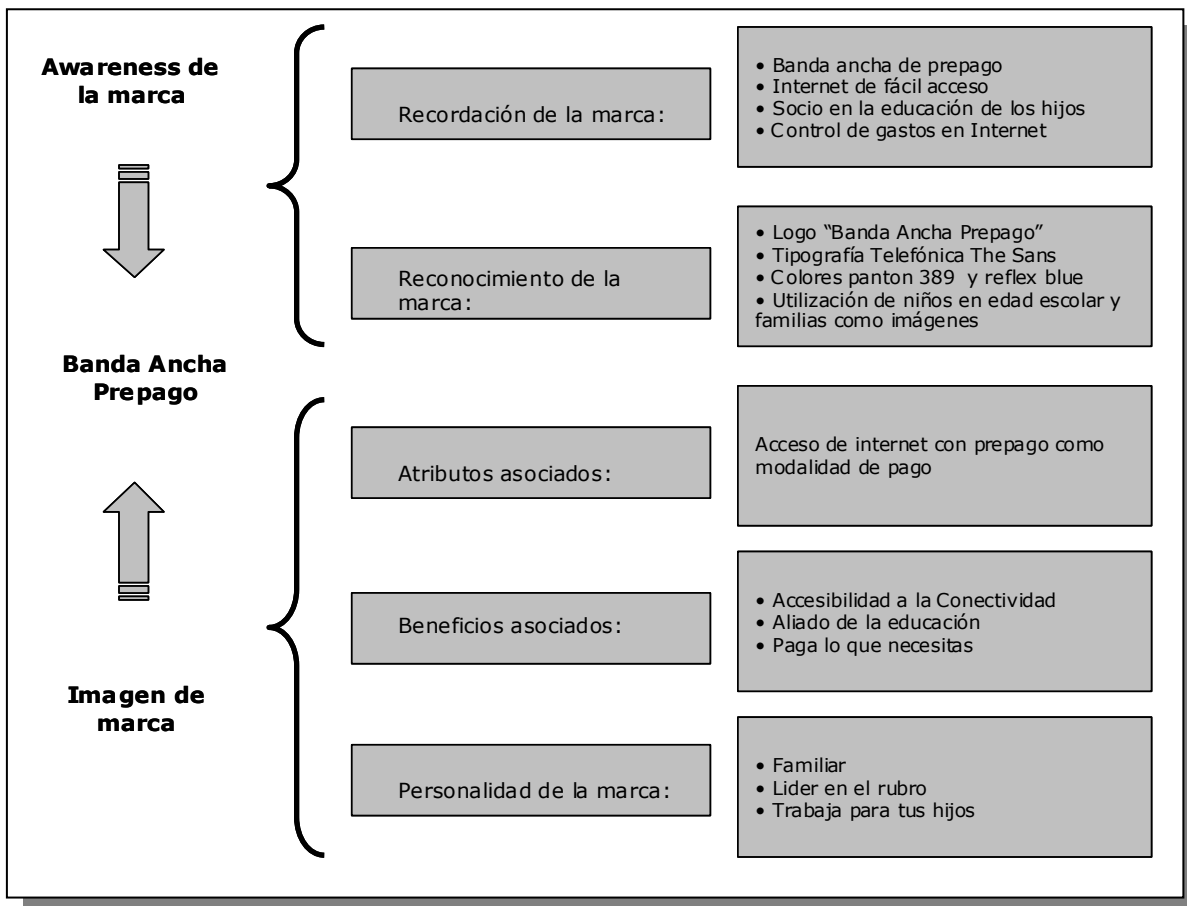 Awareness de
la marca
Recordación de la marca:
• Banda ancha de prepago
• Internet de fácil acceso
• Socio en la educación de los hijos
• Control de gastos en Internet
Reconocimiento de la
marca:
• Logo “Banda Ancha Prepago”
• Tipografía Telefónica The Sans
• Colores panton 389 y reflex blue
• Utilización de niños en edad escolar y
familias como imágenes
Banda Ancha
Prepago
Atributos asociados:
Acceso de internet con prepago como
modalidad de pago
Beneficios asociados:
• Accesibilidad a la Conectividad
• Aliado de la educación
• Paga lo que necesitas
Imagen de
marca
Personalidad de la marca:
• Familiar
• Lider en el rubro
• Trabaja para tus hijos